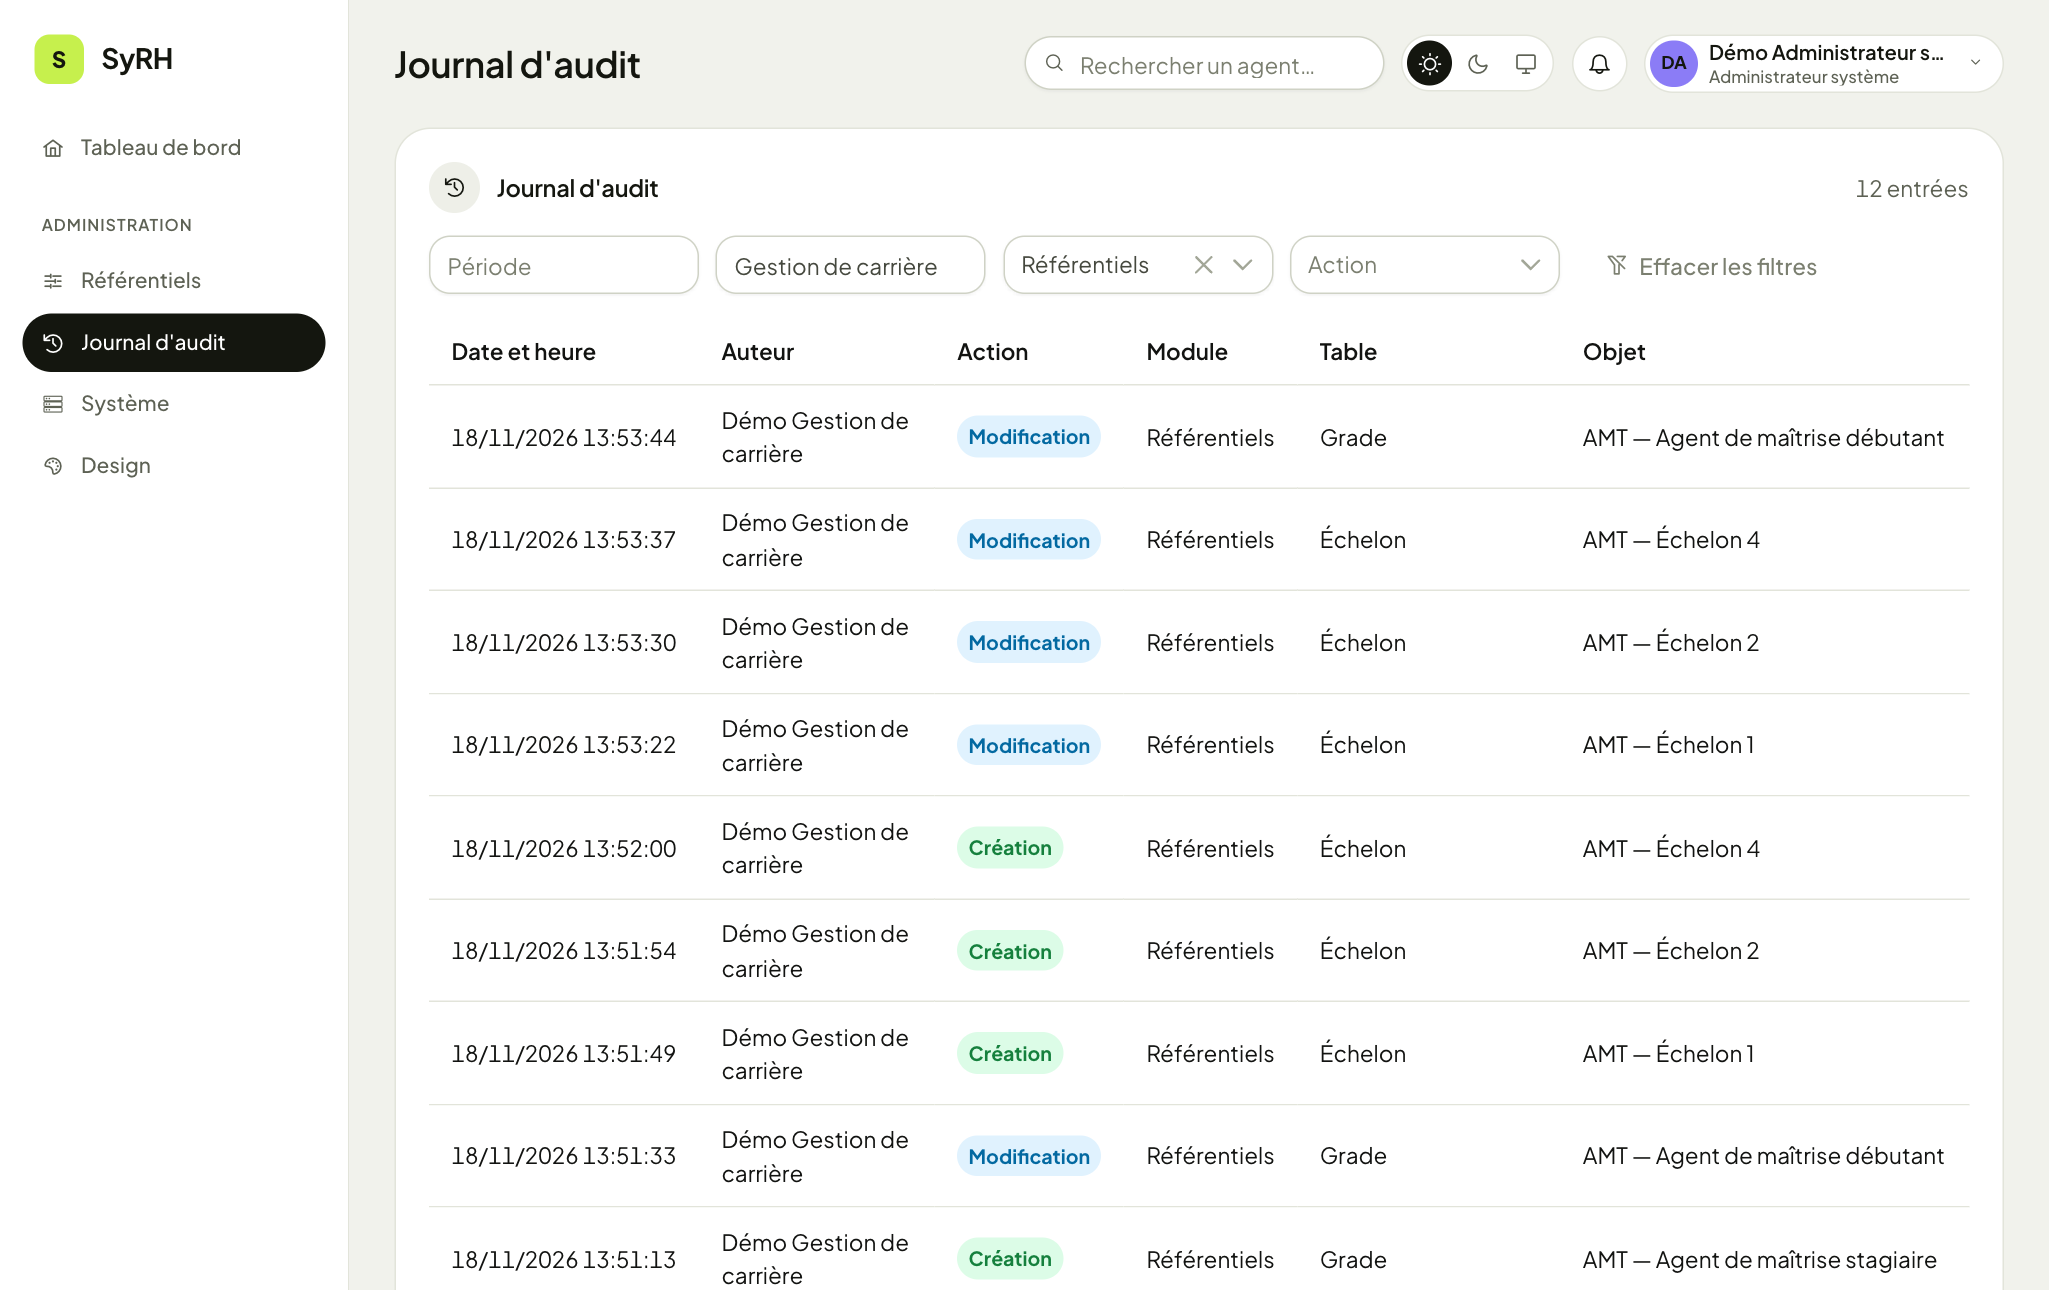 S SyRH
Tableau de bord
ADMINISTRATION
Référentiels
Journal d'audit
Système
Design
Journal d'audit
Rechercher un agent...
DA
Démo Administrateur s...
Administrateur système
Journal d'audit
12 entrées
Période
Gestion de carrière
Référentiels
Action
Effacer les filtres
Date et heure Auteur Action Module Table Objet
18/11/2026 13:53:44 Démo Gestion de carrière Modification Référentiels Grade AMT — Agent de maîtrise débutant
18/11/2026 13:53:37 Démo Gestion de carrière Modification Référentiels Échelon AMT — Échelon 4
18/11/2026 13:53:30 Démo Gestion de carrière Modification Référentiels Échelon AMT — Échelon 2
18/11/2026 13:53:22 Démo Gestion de carrière Modification Référentiels Échelon AMT — Échelon 1
18/11/2026 13:52:00 Démo Gestion de carrière Création Référentiels Échelon AMT — Échelon 4
18/11/2026 13:51:54 Démo Gestion de carrière Création Référentiels Échelon AMT — Échelon 2
18/11/2026 13:51:49 Démo Gestion de carrière Création Référentiels Échelon AMT — Échelon 1
18/11/2026 13:51:33 Démo Gestion de carrière Modification Référentiels Grade AMT — Agent de maîtrise débutant
18/11/2026 13:51:13 Démo Gestion de carrière Création Référentiels Grade AMT — Agent de maîtrise stagiaire